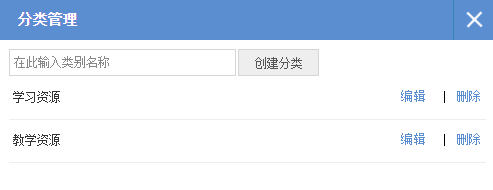 分类管理
在此输入类别名称 创建分类
学习资源 编辑 | 删除
教学资源 编辑 | 删除